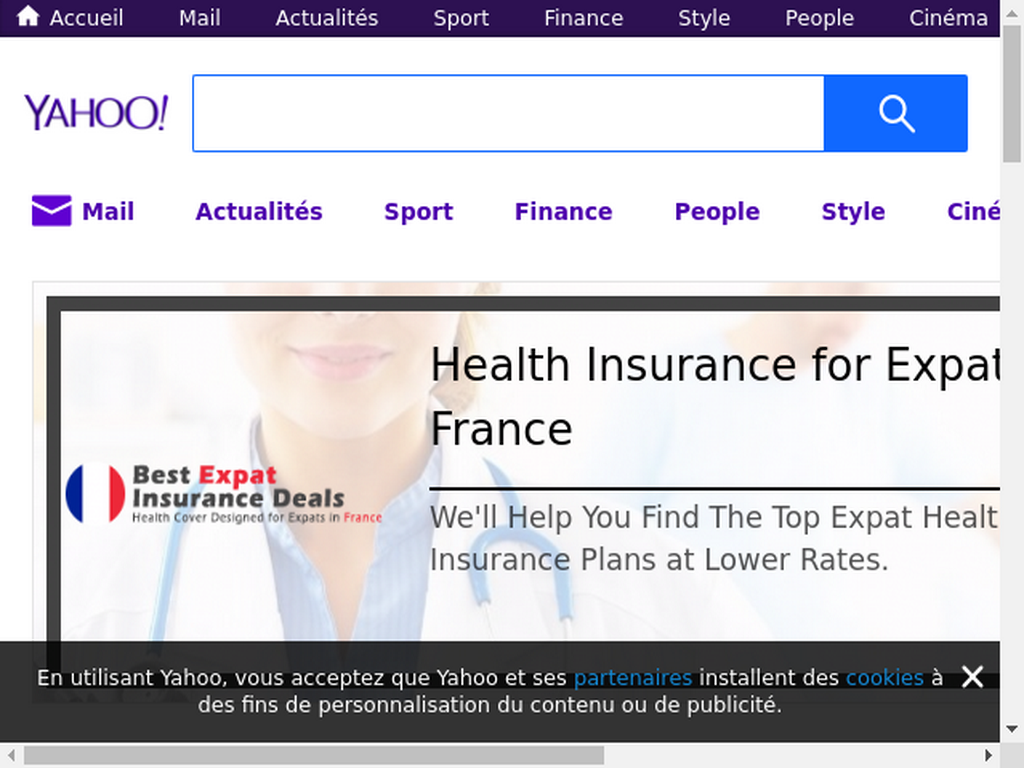 Accueil Mail Actualités Sport Finance Style People Cinéma
YAHOO!
Mail Actualités Sport Finance People Style Ciné
Health Insurance for Expat
France
Best Expat
Insurance Deals
Health Cover Designed for Expats in France
We'll Help You Find The Top Expat Healt
Insurance Plans at Lower Rates.
En utilisant Yahoo, vous acceptez que Yahoo et ses partenaires installent des cookies à
des fins de personnalisation du contenu ou de publicité.